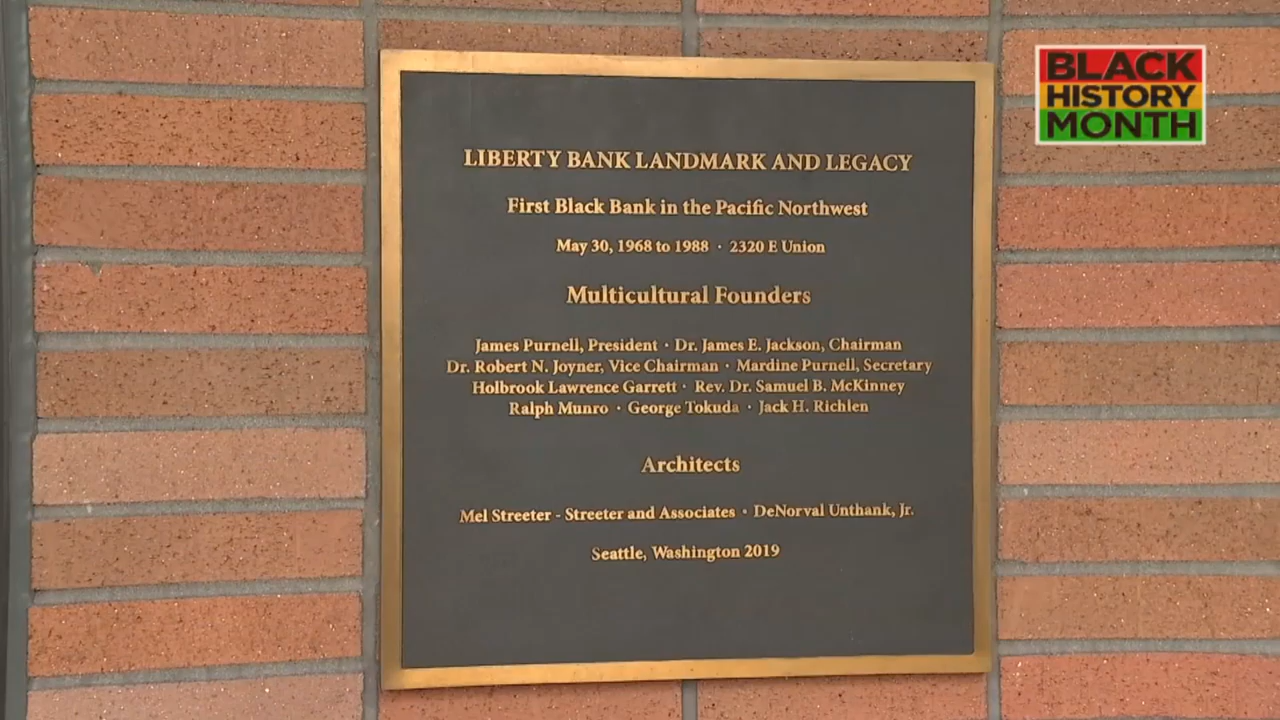 BLACK
HISTORY
MONTH
LIBERTY BANK LANDMARK AND LEGACY
First Black Bank in the Pacific Northwest
May 30, 1968 to 1988 · 2320 E Union
Multicultural Founders
James Purnell, President · Dr. James E. Jackson, Chairman
Dr. Robert N. Joyner, Vice Chairman · Mardine Purnell, Secretary
Holbrook Lawrence Garrett · Rev. Dr. Samuel B. McKinney
Ralph Munro · George Tokuda · Jack H. Richlen
Architects
Mel Streeter - Streeter and Associates · DeNorval Unthank, Jr.
Seattle, Washington 2019